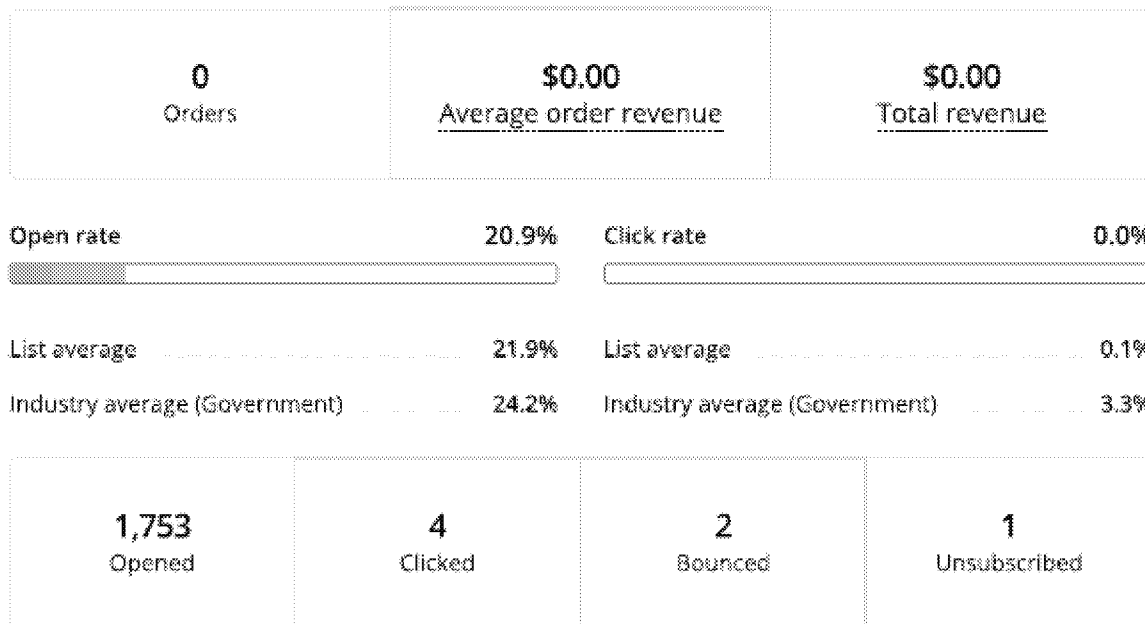 0 $0.00 $0.00
Orders Average order revenue Total revenue
Open rate 20.9% Click rate 0.0%
List average 21.9% List average 0.1%
Industry average (Government) 24.2% Industry average (Government) 3.3%
1,753 4 2 1
Opened Clicked Bounced Unsubscribed